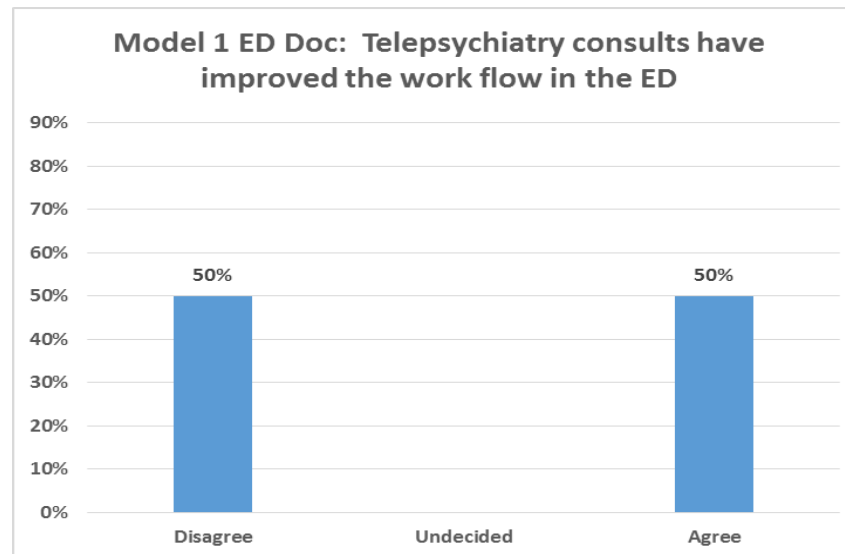 Model 1 ED Doc:  Telepsychiatry consults have
improved the work flow in the ED
90%
80%
70%
60%
50%
40%
30%
20%
10%
0%
50%
50%
Disagree
Undecided
Agree